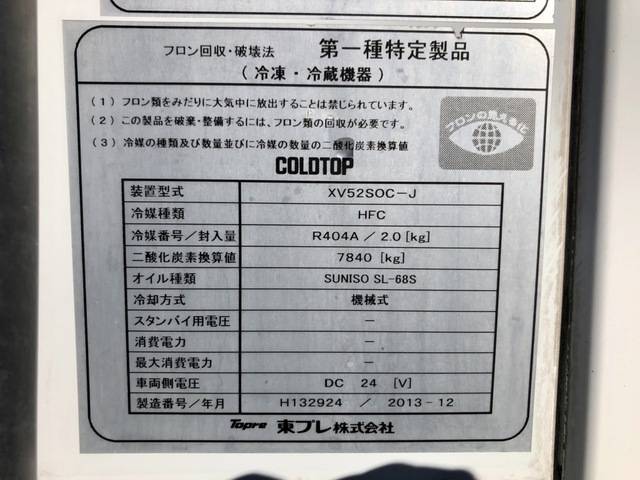 フロン回収・破壊法 第一種特定製品
（ 冷凍・冷蔵機器 ）
（1）フロン類をみだりに大気中に放出することは禁じられています。
（2）この製品を廃棄・整備するには、フロン類の回収が必要です。
（3）冷媒の種類及び数量並びに冷媒の数量の二酸化炭素換算値
フロンの見える化
COLDTOP
装置型式 XV52SOC-J
冷媒種類 HFC
冷媒番号／封入量 R404A ／ 2.0 [kg]
二酸化炭素換算値 7840 [kg]
オイル種類 SUNISO SL-68S
冷却方式 機械式
スタンバイ用電圧 －
消費電力 －
最大消費電力 －
車両側電圧 DC 24 [V]
製造番号／年月 H132924 ／ 2013-12
Topre 東プレ株式会社